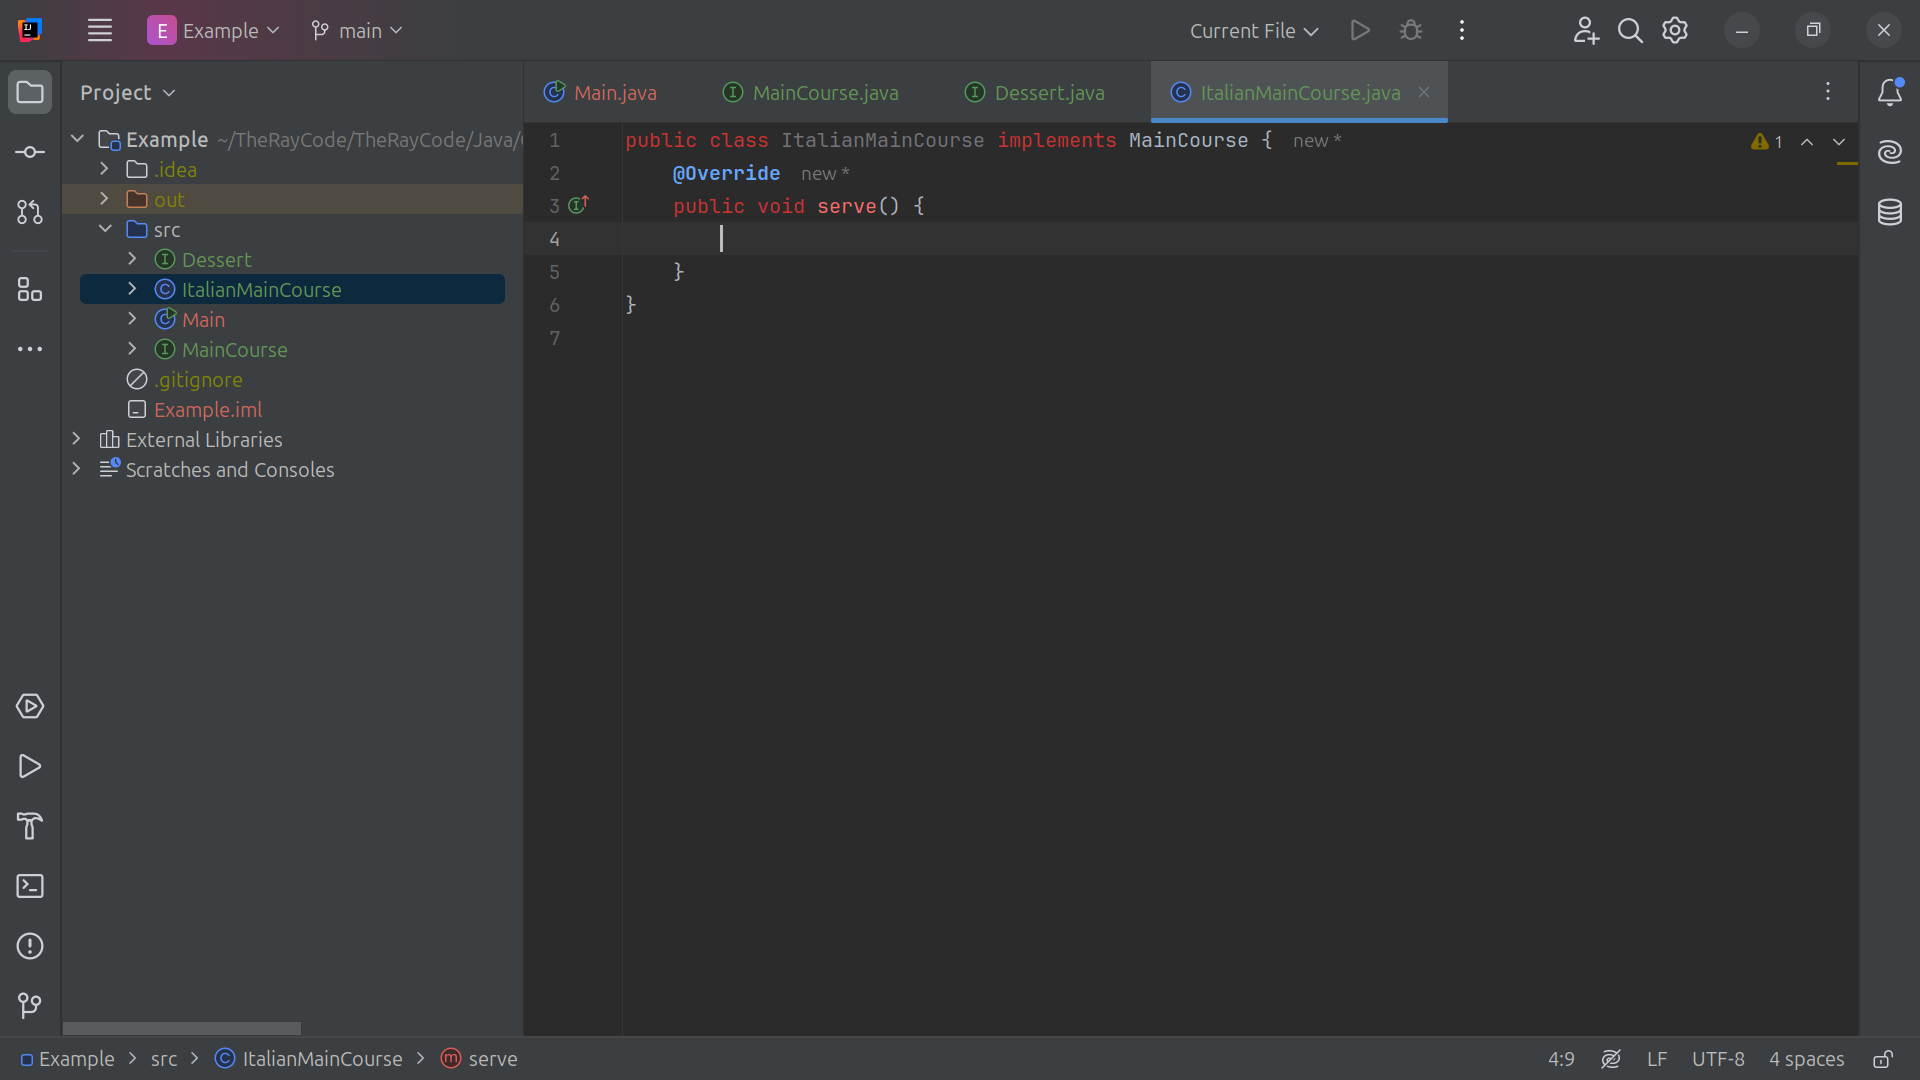 E Example main Current File
Project
Main.java MainCourse.java Dessert.java ItalianMainCourse.java
Example ~/TheRayCode/TheRayCode/Java/
.idea
out
src
Dessert
ItalianMainCourse
Main
MainCourse
.gitignore
Example.iml
External Libraries
Scratches and Consoles
1 public class ItalianMainCourse implements MainCourse { new *
2 @Override new *
3 public void serve() {
4
5 }
6 }
7
1
Example src ItalianMainCourse serve
4:9 LF UTF-8 4 spaces